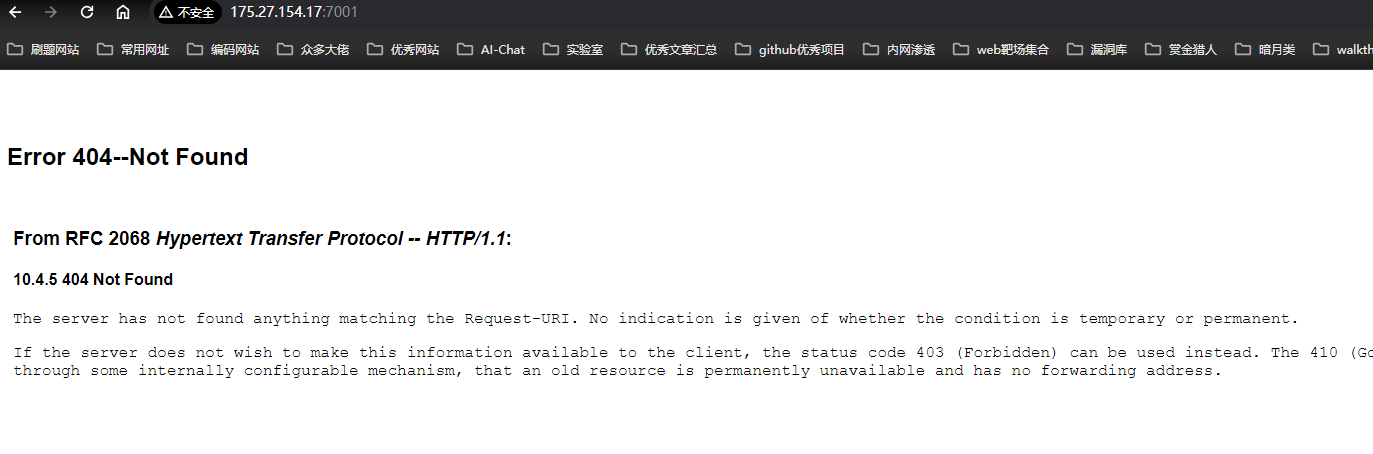 不安全 175.27.154.17:7001
刷题网站 常用网址 编码网站 众多大佬 优秀网站 AI-Chat 实验室 优秀文章汇总 github优秀项目 内网渗透 web靶场集合 漏洞库 赏金猎人 暗月类 walkth
Error 404--Not Found
From RFC 2068 Hypertext Transfer Protocol -- HTTP/1.1:
10.4.5 404 Not Found
The server has not found anything matching the Request-URI. No indication is given of whether the condition is temporary or permanent.
If the server does not wish to make this information available to the client, the status code 403 (Forbidden) can be used instead. The 410 (Go
through some internally configurable mechanism, that an old resource is permanently unavailable and has no forwarding address.